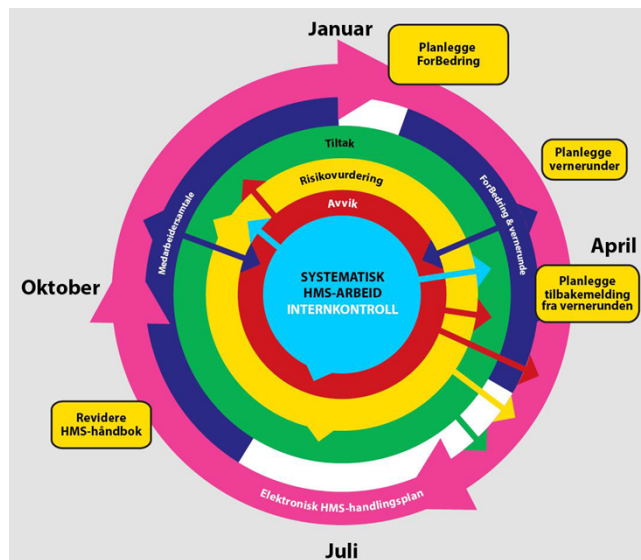 Januar
Planlegge
ForBedring
Tiltak
Risikovurdering
Avvik
Planlegge
vernerunder
Medarbeidersamtale
ForBedring & vernerunde
April
SYSTEMATISK
HMS-ARBEID
INTERNKONTROLL
Oktober
Planlegge
tilbakemelding
fra vernerunden
Revidere
HMS-håndbok
Elektronisk HMS-handlingsplan
Juli